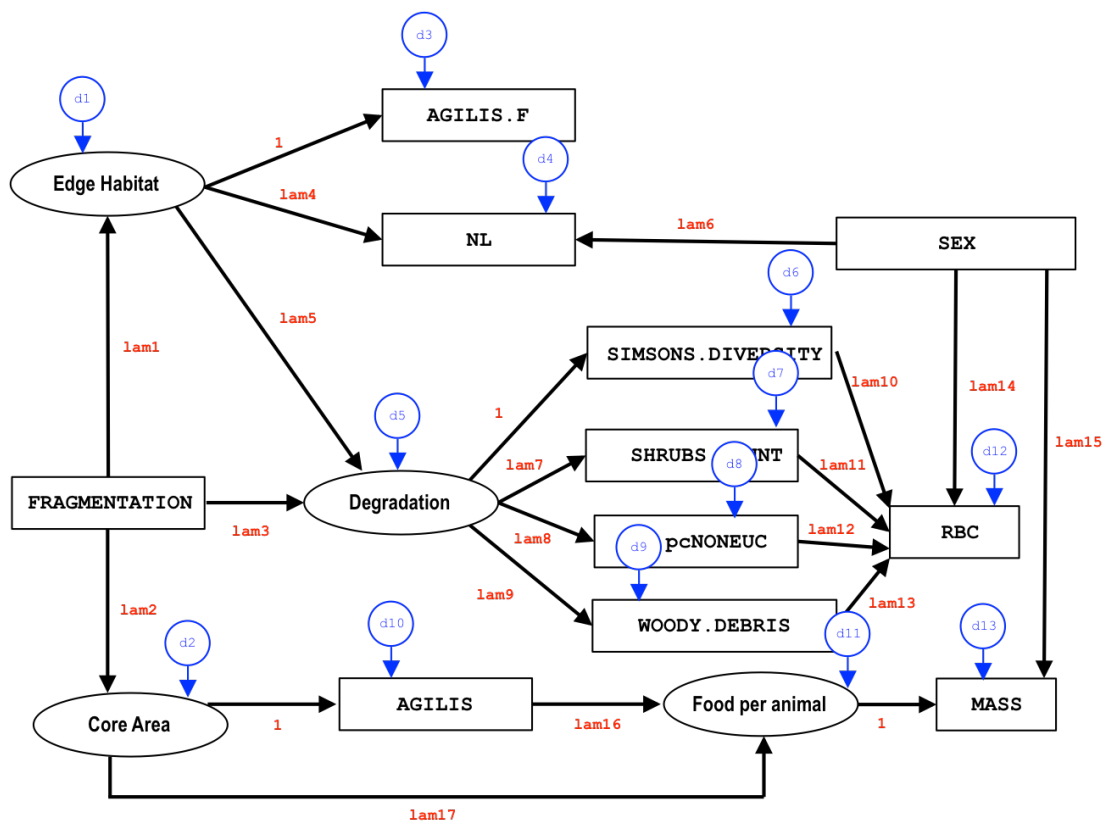 d3
d1
AGILIS.F
1
d4
Edge Habitat
lam4
lam6
NL
SEX
d6
lam5
lam1
SIMSONS.DIVERSITY
d7
lam10
lam14
1
d5
lam15
SHRUBS
NT
d8
lam7
lam11
d12
FRAGMENTATION
Degradation
lam3
lam12
RBC
lam8
pcNONEUC
d9
lam9
lam13
lam2
WOODY.DEBRIS
d10
d11
d13
d2
AGILIS
Food per animal
MASS
Core Area
1
lam16
1
lam17